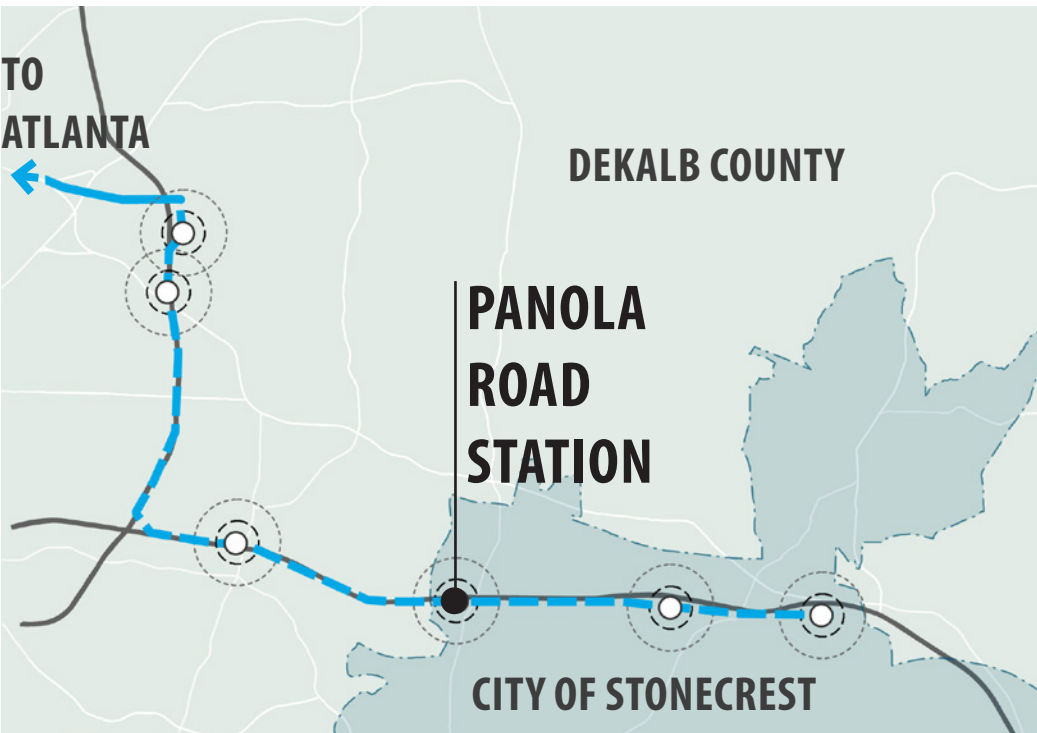 TO
ATLANTA
DEKALB COUNTY
PANOLA
ROAD
STATION
CITY OF STONECREST